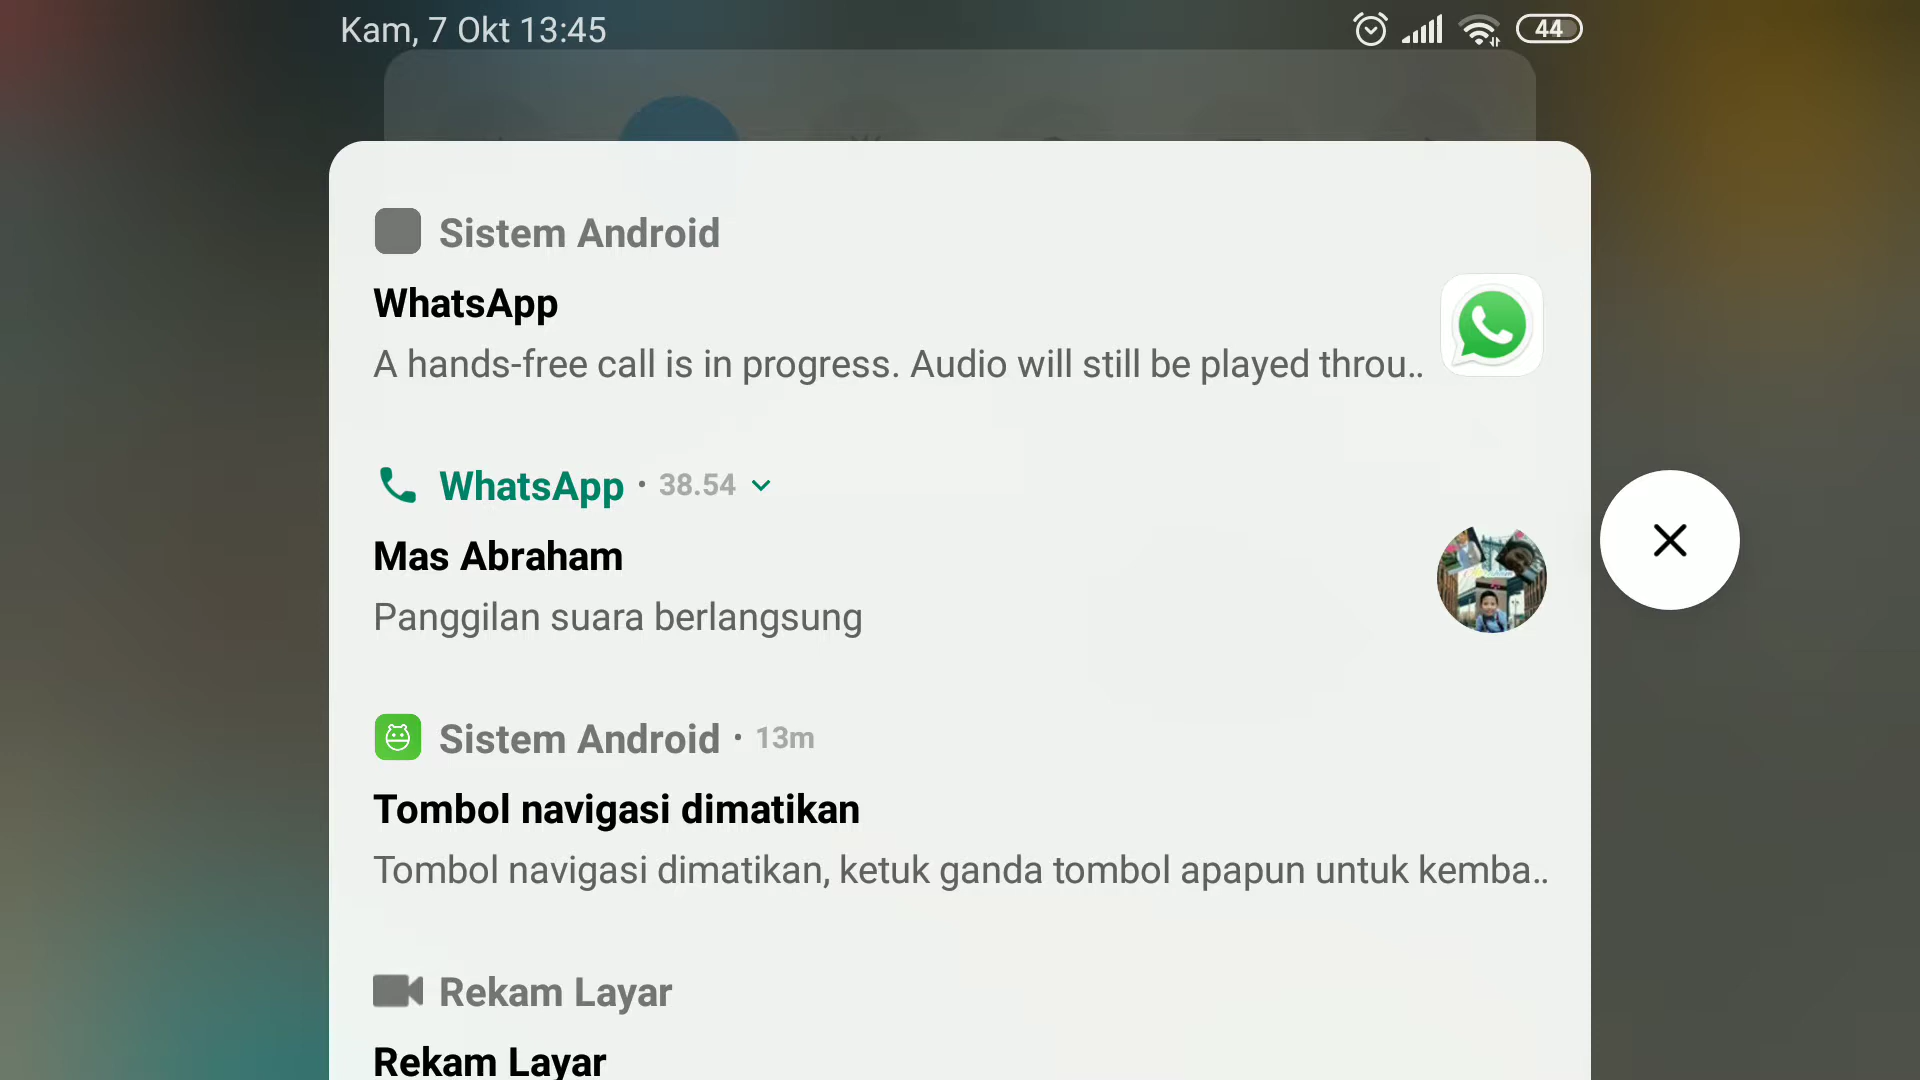 Kam, 7 Okt 13:45
44
Sistem Android
WhatsApp
A hands-free call is in progress. Audio will still be played throu..
WhatsApp • 38.54
Mas Abraham
Panggilan suara berlangsung
Sistem Android • 13m
Tombol navigasi dimatikan
Tombol navigasi dimatikan, ketuk ganda tombol apapun untuk kemba..
Rekam Layar
Rekam Layar